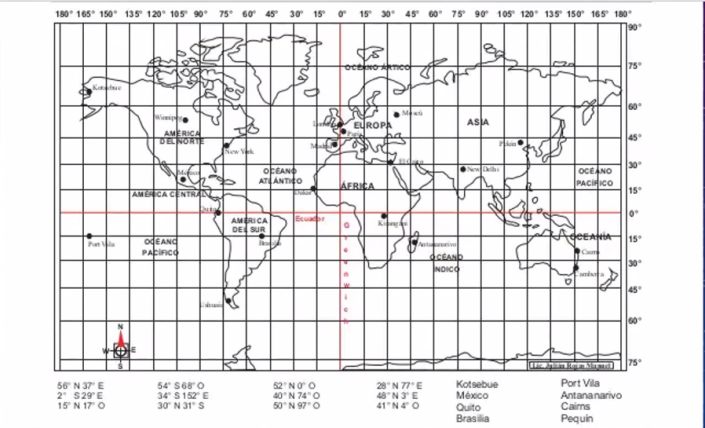 180° 165° 150° 135° 120° 105° 90° 75° 60° 45° 30° 15° 0° 15° 30° 45° 60° 75° 90° 105° 120° 135° 150° 165° 180°
90°
OCÉANO ÁRTICO
75°
Kotsebue
60°
Winnipeg
Moscú
Londres
EUROPA
ASIA
AMÉRICA
DEL NORTE
París
45°
New York
Madrid
Pekín
El Cairo
30°
México
OCÉANO
ATLÁNTICO
New Delhi
OCÉANO
PACÍFICO
AMÉRICA CENTRAL
Dakar
ÁFRICA
15°
Quito
Ecuador
0°
AMÉRICA
DEL SUR
Kisangani
Port Vila
OCÉANO
PACÍFICO
Brasilia
Antananarivo
OCEANÍA
15°
OCÉANO
ÍNDICO
Cairns
30°
Camberra
Greenwich
45°
Ushuaia
60°
N
W E
S
75°
Lic. Julián Rojas Maguiel
56° N 37° E 54° S 68° O 52° N 0° O 28° N 77° E Kotsebue Port Vila
2° S 29° E 34° S 152° E 40° N 74° O 48° N 3° E México Antananarivo
15° N 17° O 30° N 31° S 50° N 97° O 41° N 4° O Quito Cairns
Brasilia Pequín